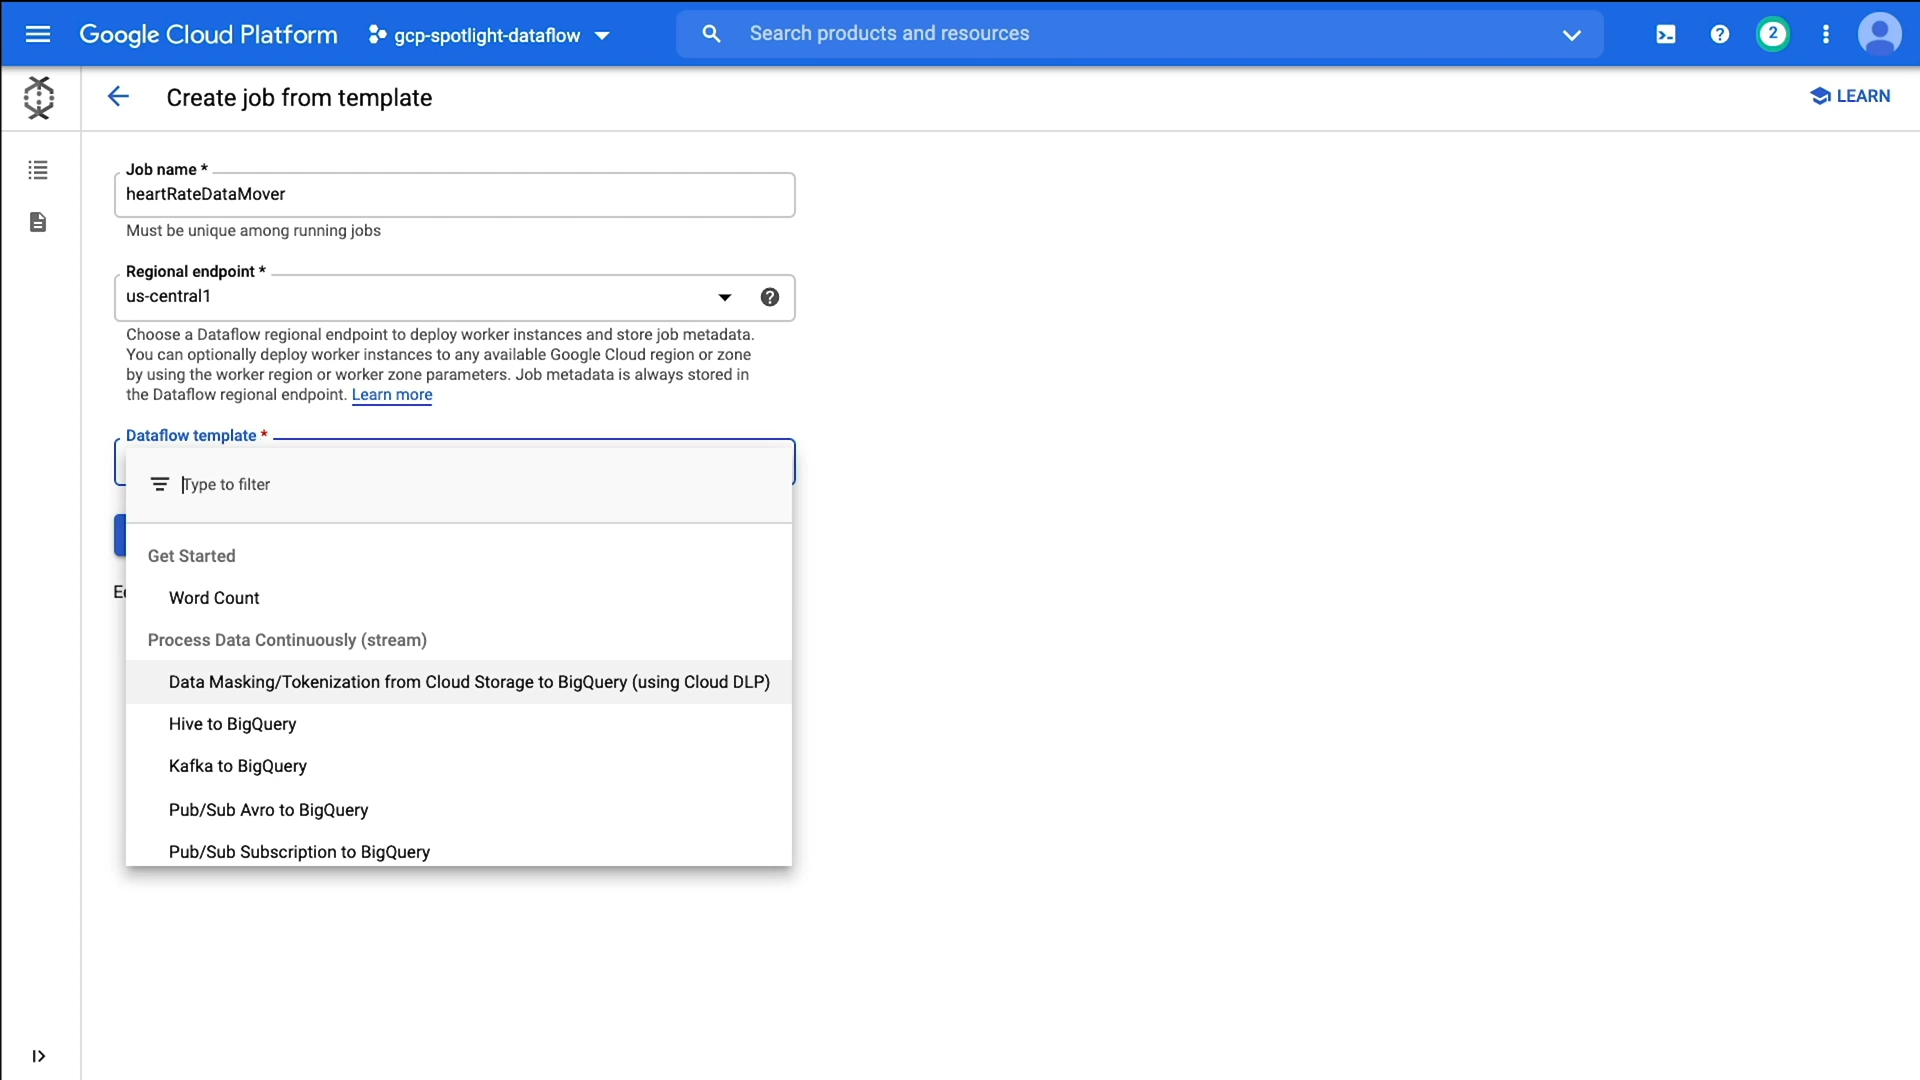 Google Cloud Platform
gcp-spotlight-dataflow
Search products and resources
2
Create job from template
LEARN
Job name *
heartRateDataMover
Must be unique among running jobs
Regional endpoint *
us-central1
Choose a Dataflow regional endpoint to deploy worker instances and store job metadata.
You can optionally deploy worker instances to any available Google Cloud region or zone
by using the worker region or worker zone parameters. Job metadata is always stored in
the Dataflow regional endpoint. Learn more
Dataflow template *
Type to filter
Get Started
Word Count
Process Data Continuously (stream)
Data Masking/Tokenization from Cloud Storage to BigQuery (using Cloud DLP)
Hive to BigQuery
Kafka to BigQuery
Pub/Sub Avro to BigQuery
Pub/Sub Subscription to BigQuery